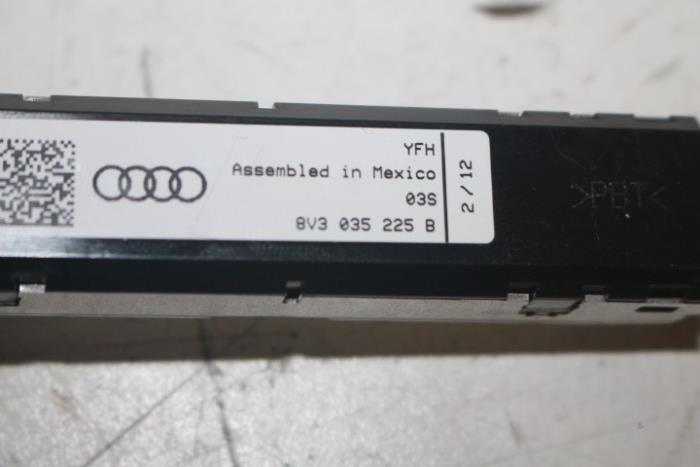 YFH
Assembled in Mexico
03S
8V3 035 225 B
2/12
>PBT<